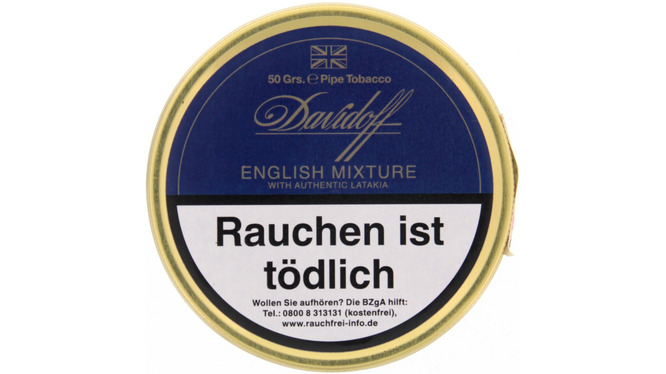 50 Grs. ℮ Pipe Tobacco
Davidoff
ENGLISH MIXTURE
WITH AUTHENTIC LATAKIA
Rauchen ist
tödlich
Wollen Sie aufhören? Die BZgA hilft:
Tel.: 0800 8 313131 (kostenfrei),
www.rauchfrei-info.de